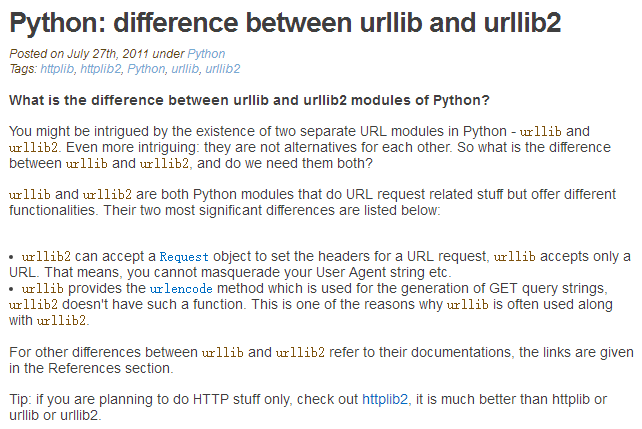 Python: difference between urllib and urllib2
Posted on July 27th, 2011 under Python
Tags: httplib, httplib2, Python, urllib, urllib2
What is the difference between urllib and urllib2 modules of Python?
You might be intrigued by the existence of two separate URL modules in Python - urllib and
urllib2. Even more intriguing: they are not alternatives for each other. So what is the difference
between urllib and urllib2, and do we need them both?
urllib and urllib2 are both Python modules that do URL request related stuff but offer different
functionalities. Their two most significant differences are listed below:
• urllib2 can accept a Request object to set the headers for a URL request, urllib accepts only a
URL. That means, you cannot masquerade your User Agent string etc.
• urllib provides the urlencode method which is used for the generation of GET query strings,
urllib2 doesn't have such a function. This is one of the reasons why urllib is often used along
with urllib2.
For other differences between urllib and urllib2 refer to their documentations, the links are given
in the References section.
Tip: if you are planning to do HTTP stuff only, check out httplib2, it is much better than httplib or
urllib or urllib2.